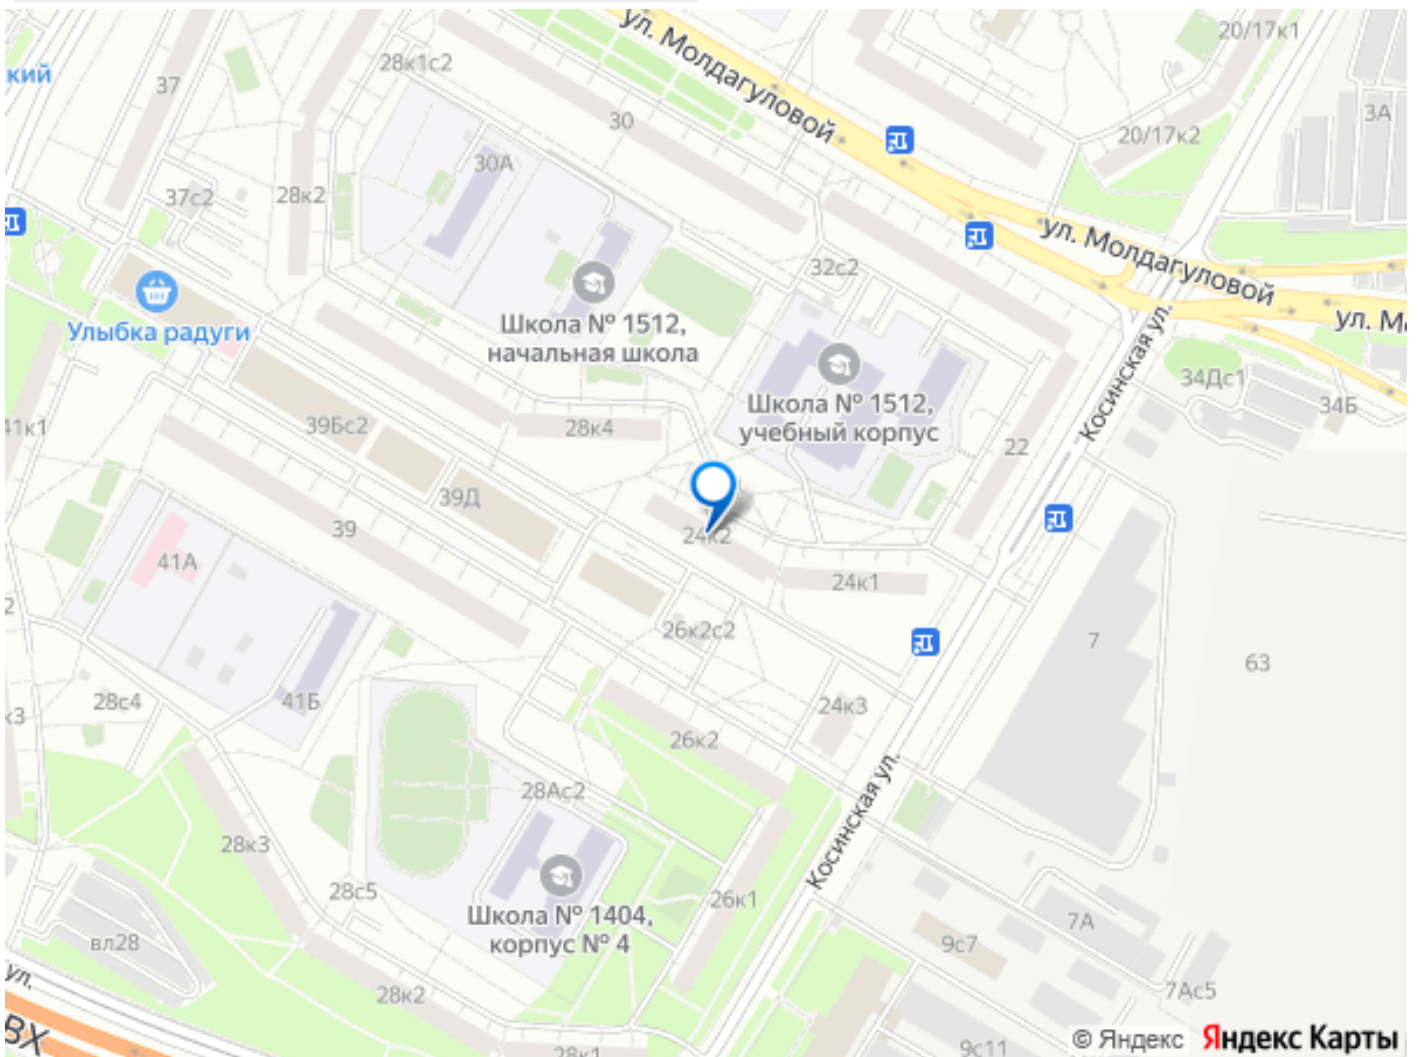 20/17к1
ул. Молдагуловой
28к1с2
кий
37
3А
30
20/17к2
30А
37с2
28к2
ул. Молдагуловой
32с2
Улыбка радуги
Школа № 1512,
начальная школа
ул. М
Косинская ул.
34Дс1
34Б
Школа № 1512,
учебный корпус
41к1
39Бс2
28к4
22
39Д
39
24к2
41А
24к1
26к2с2
7
63
28с4
41Б
24к3
к3
26к2
28Ас2
Косинская ул.
28к3
28с5
26к1
Школа № 1404,
корпус № 4
7А
вл28
9с7
ул.
28к2
7Ас5
ВХ
28к1
9с11
© Яндекс Яндекс Карты